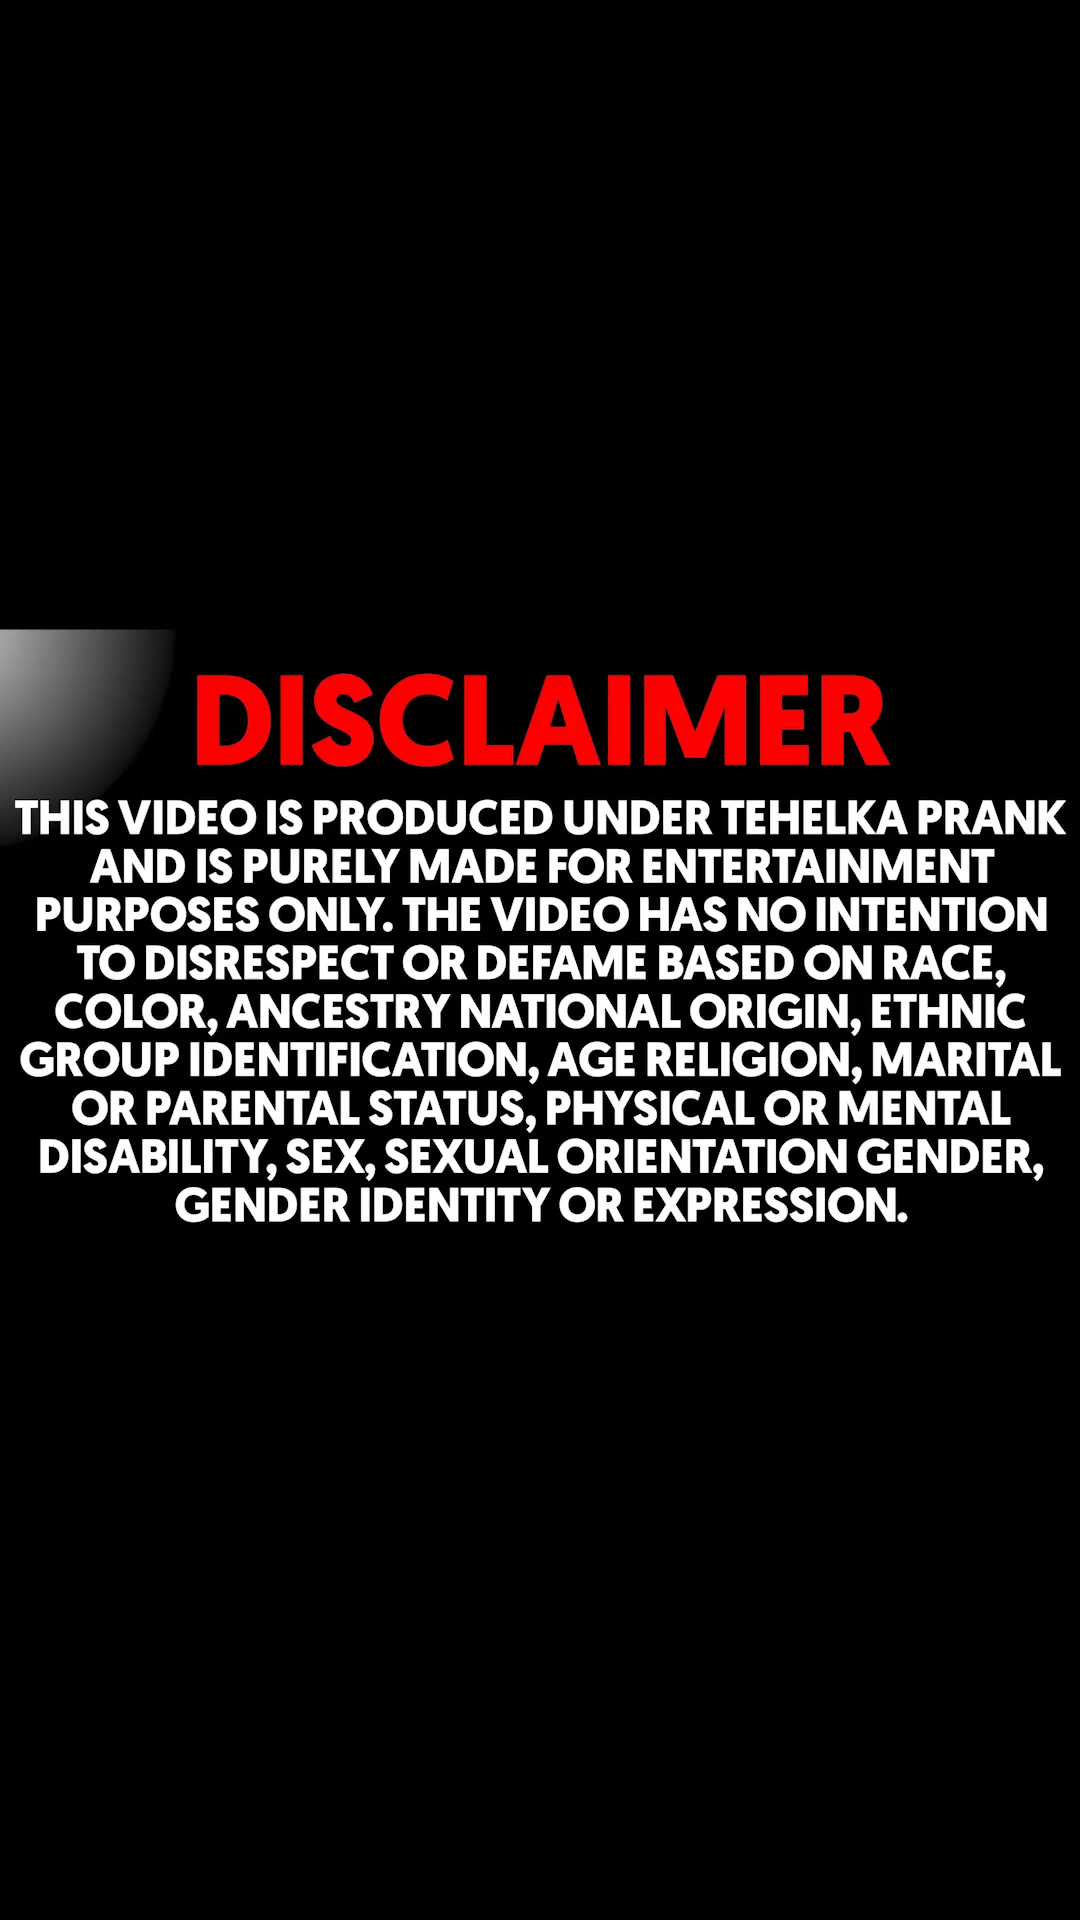 DISCLAIMER
THIS VIDEO IS PRODUCED UNDER TEHELKA PRANK
AND IS PURELY MADE FOR ENTERTAINMENT
PURPOSES ONLY. THE VIDEO HAS NO INTENTION
TO DISRESPECT OR DEFAME BASED ON RACE,
COLOR, ANCESTRY NATIONAL ORIGIN, ETHNIC
GROUP IDENTIFICATION, AGE RELIGION, MARITAL
OR PARENTAL STATUS, PHYSICAL OR MENTAL
DISABILITY, SEX, SEXUAL ORIENTATION GENDER,
GENDER IDENTITY OR EXPRESSION.